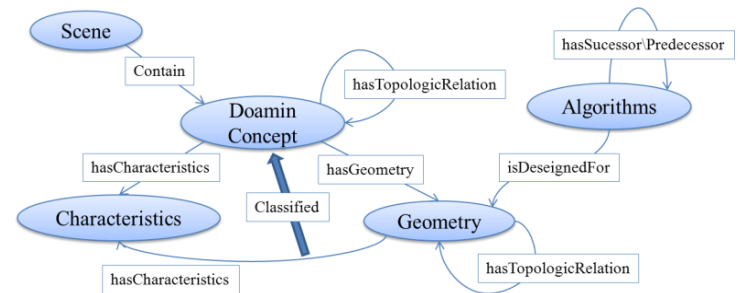 Scene
hasSucessor\Predecessor
Contain
hasTopologicRelation
Doamin
Concept
Algorithms
hasCharacteristics
hasGeometry
isDeseignedFor
Classified
Characteristics
Geometry
hasTopologicRelation
hasCharacteristics